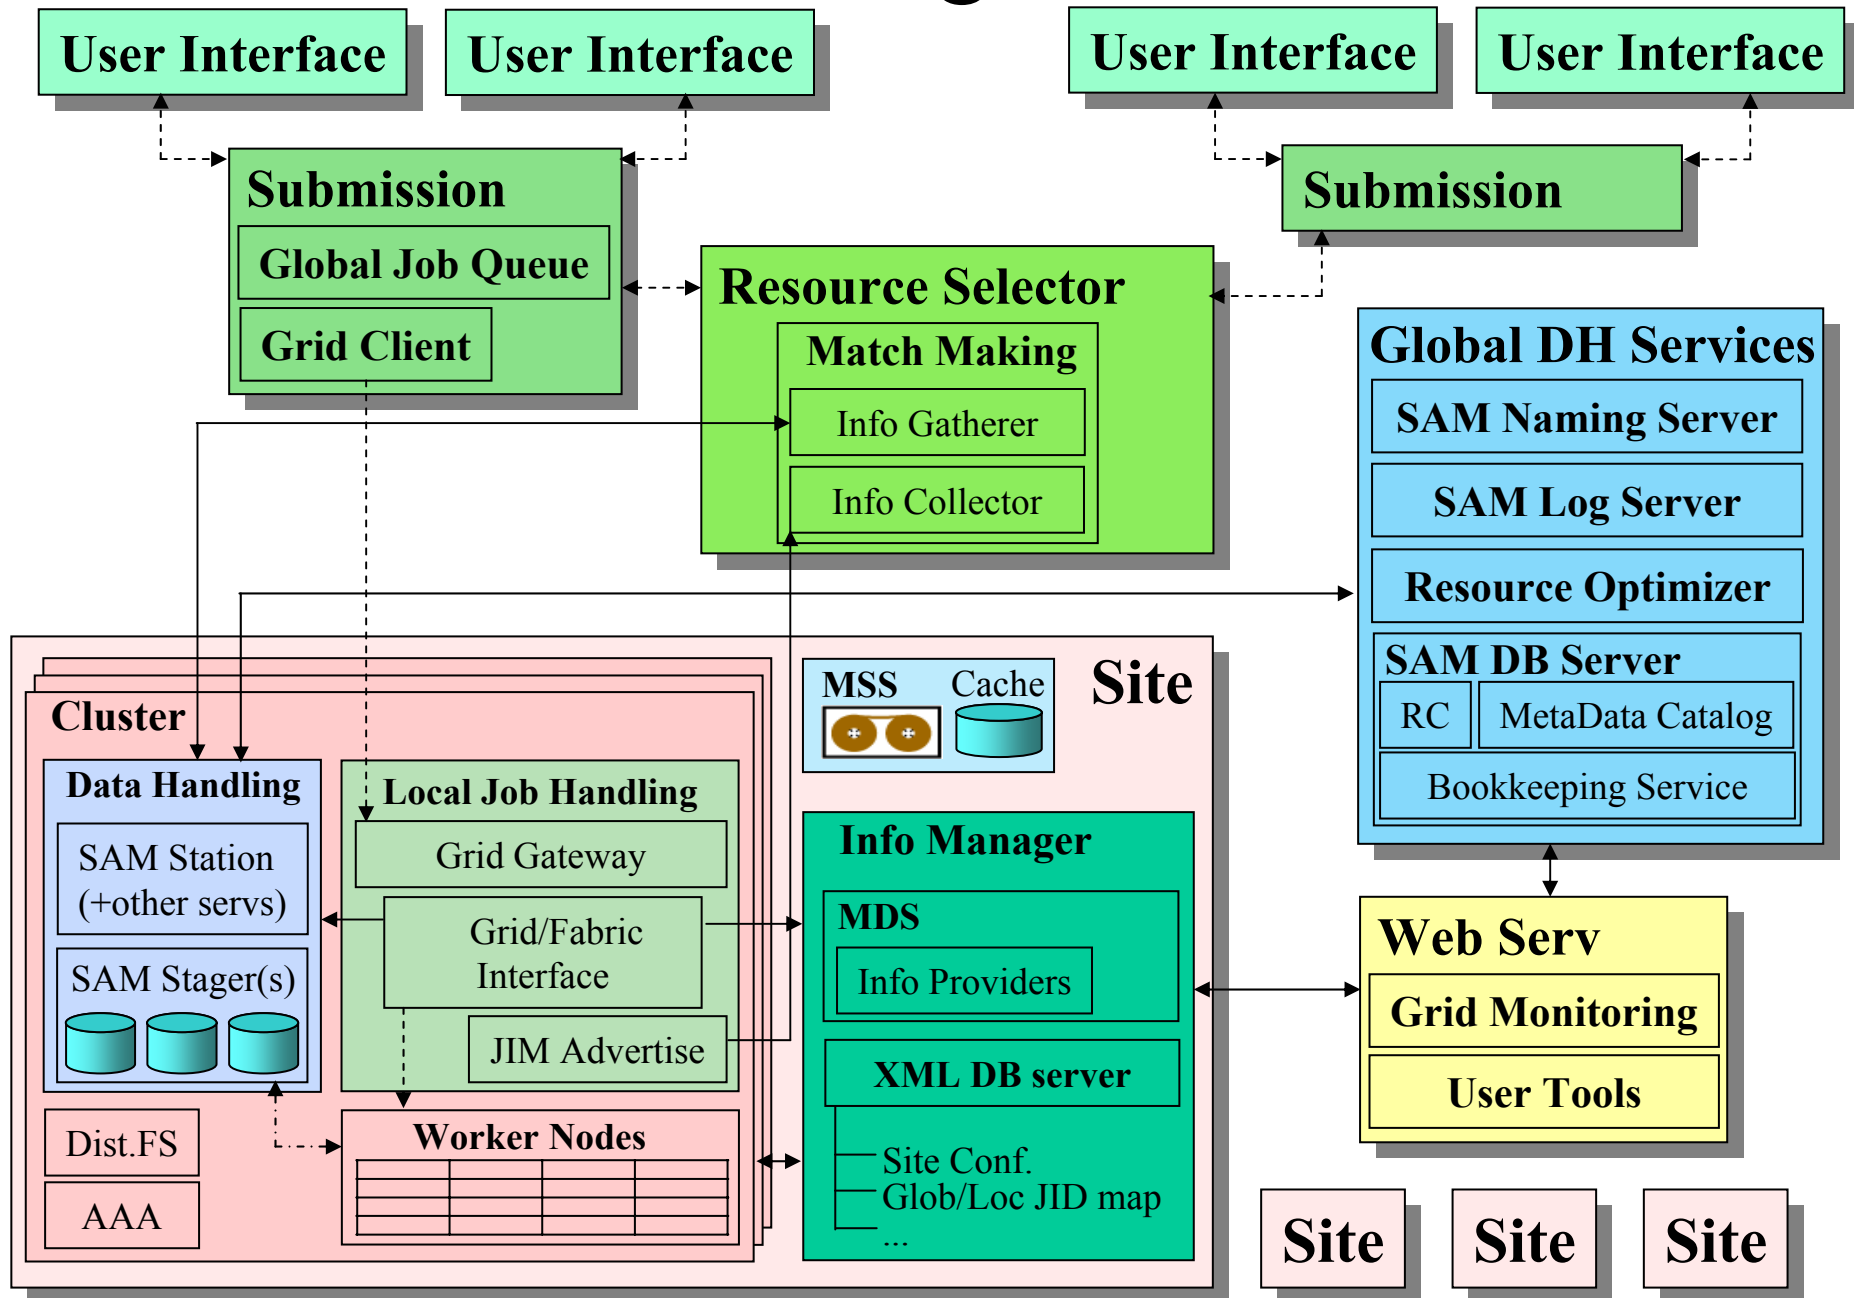 User Interface
User Interface
User Interface
User Interface
Submission
Global Job Queue
Grid Client
Submission
Resource Selector
Match Making
Info Gatherer
Info Collector
Global DH Services
SAM Naming Server
SAM Log Server
Resource Optimizer
SAM DB Server
RC
MetaData Catalog
Bookkeeping Service
Site
MSS
Cache
Cluster
Data Handling
SAM Station
(+other servs)
SAM Stager(s)
Local Job Handling
Grid Gateway
Grid/Fabric
Interface
JIM Advertise
Dist.FS
AAA
Worker Nodes
Info Manager
MDS
Info Providers
XML DB server
Site Conf.
Glob/Loc JID map
...
Web Serv
Grid Monitoring
User Tools
Site
Site
Site